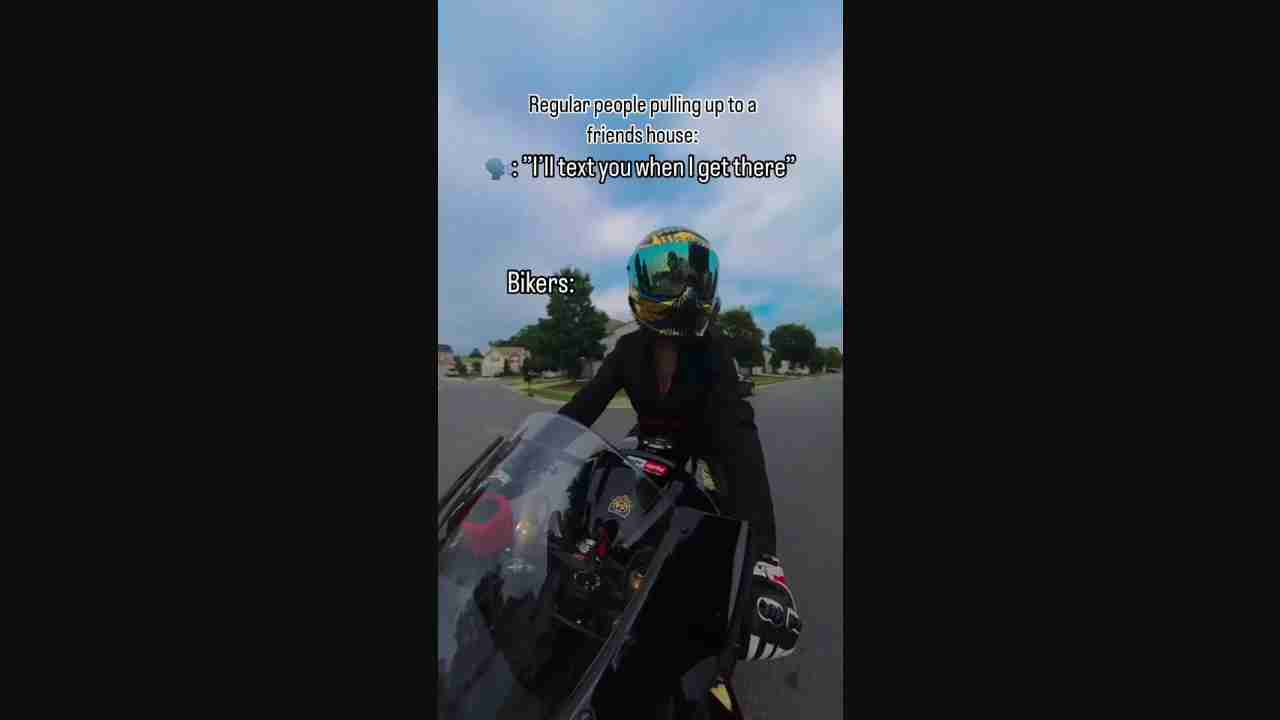 Regular people pulling up to a
friends house:
🗣️: "I'll text you when I get there"
Bikers: